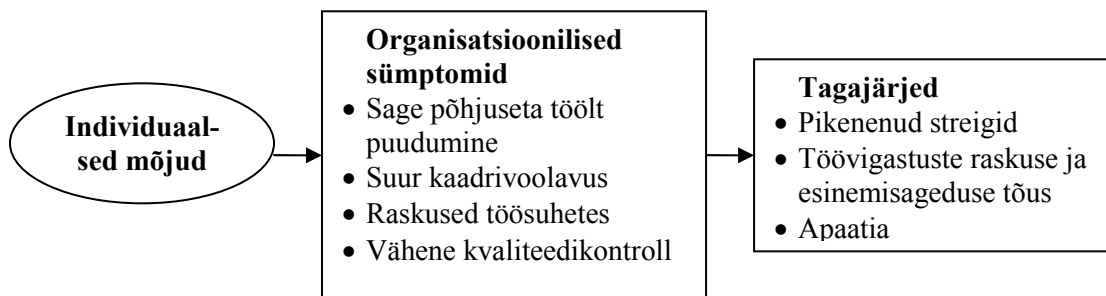 Individuaal-
sed mõjud
Organisatsioonilised
sümptomid
• Sage põhjuseta töölt
puudumine
• Suur kaadrivoolavus
• Raskused töösuhetes
• Vähene kvaliteedikontroll
Tagajärjed
• Pikenenud streigid
• Töövigastuste raskuse ja
esinemisageduse tõus
• Apaatia